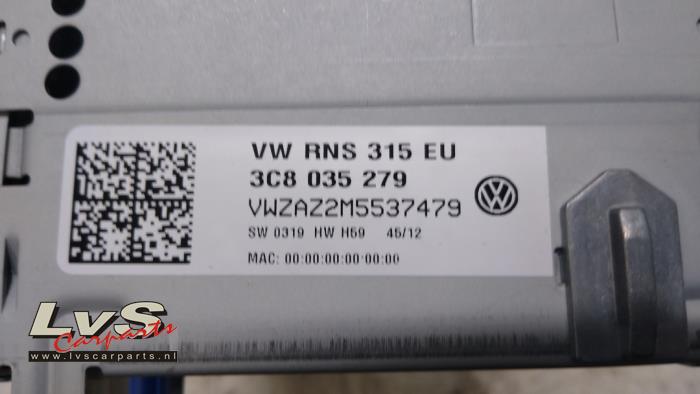 VW RNS 315 EU
3C8 035 279
VWZAZ2M5537479
SW 0319 HW H59 45/12
MAC: 00:00:00:00:00:00
LvS
Carparts
www.lvscarparts.nl